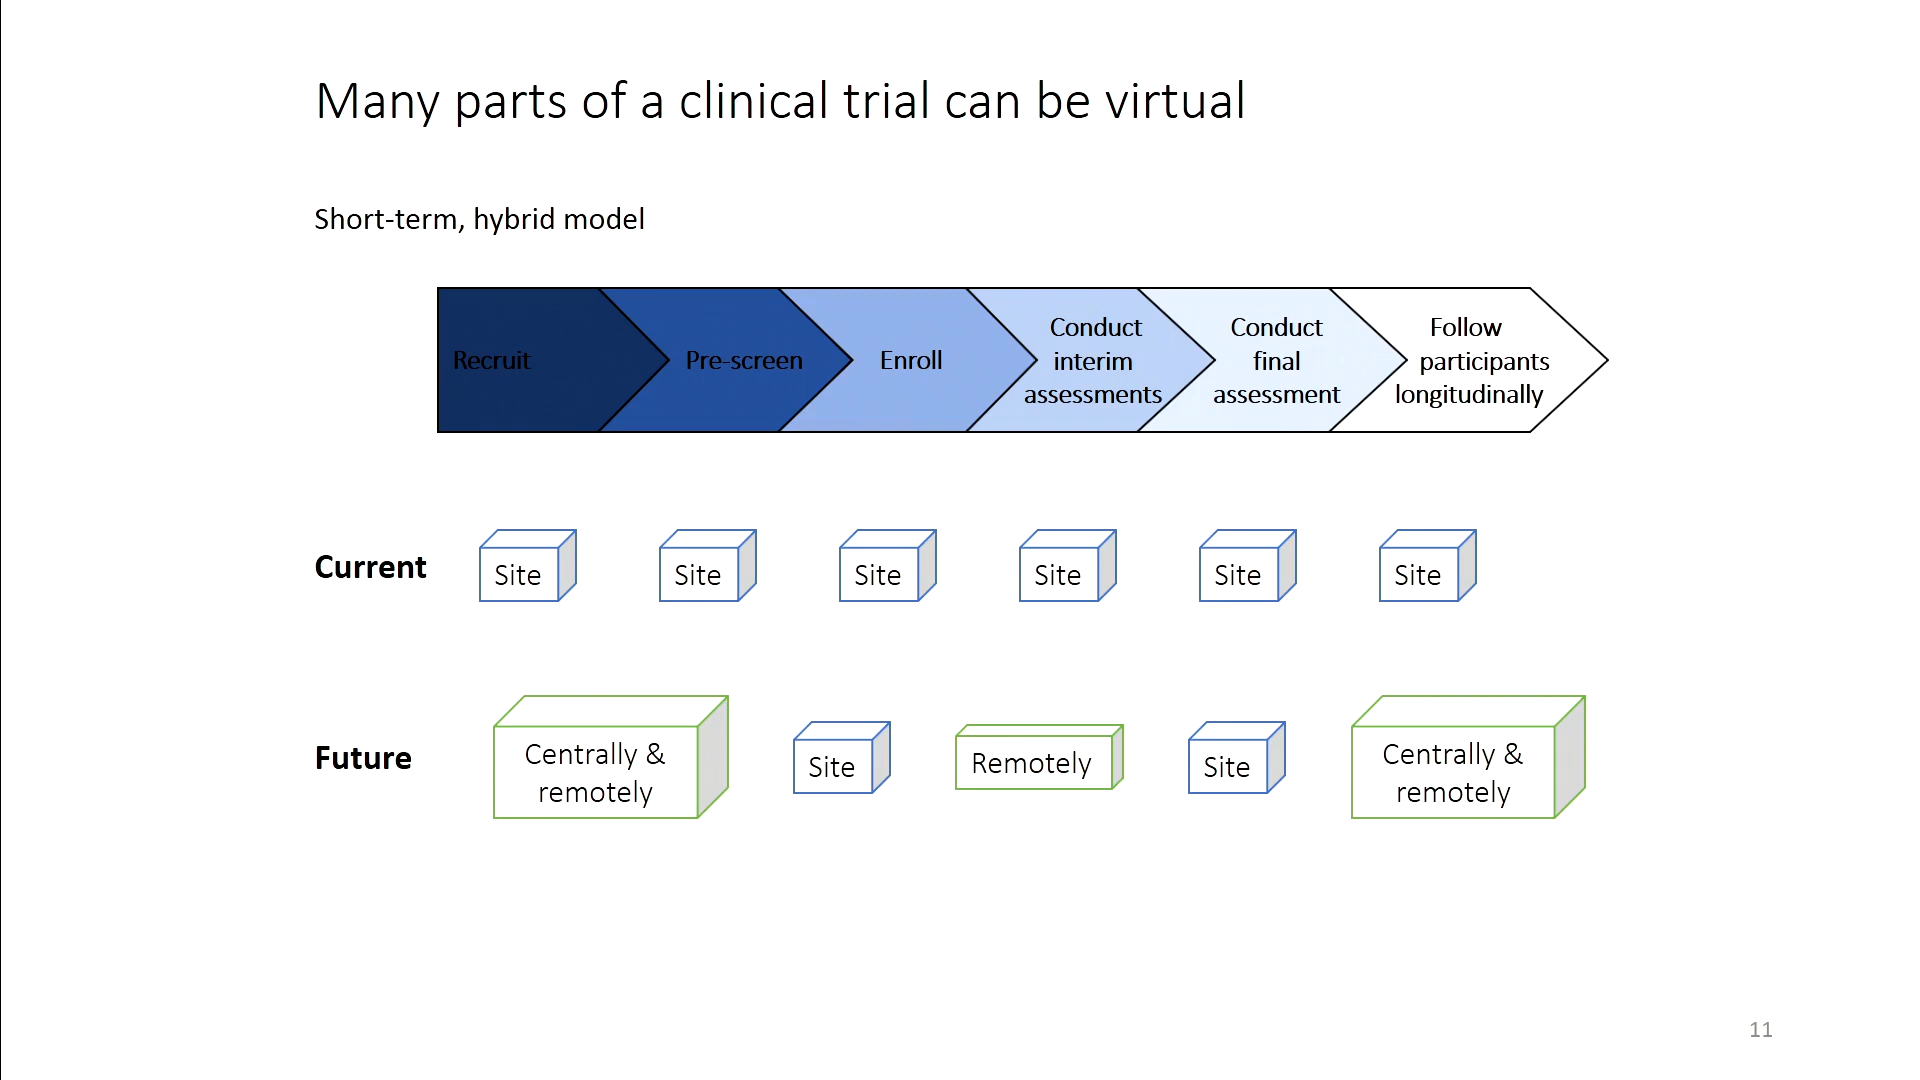 Many parts of a clinical trial can be virtual
Short-term, hybrid model
Recruit
Pre-screen
Enroll
Conduct
interim
assessments
Conduct
final
assessment
Follow
participants
longitudinally
Current
Site
Site
Site
Site
Site
Site
Future
Centrally &
remotely
Site
Remotely
Site
Centrally &
remotely
11